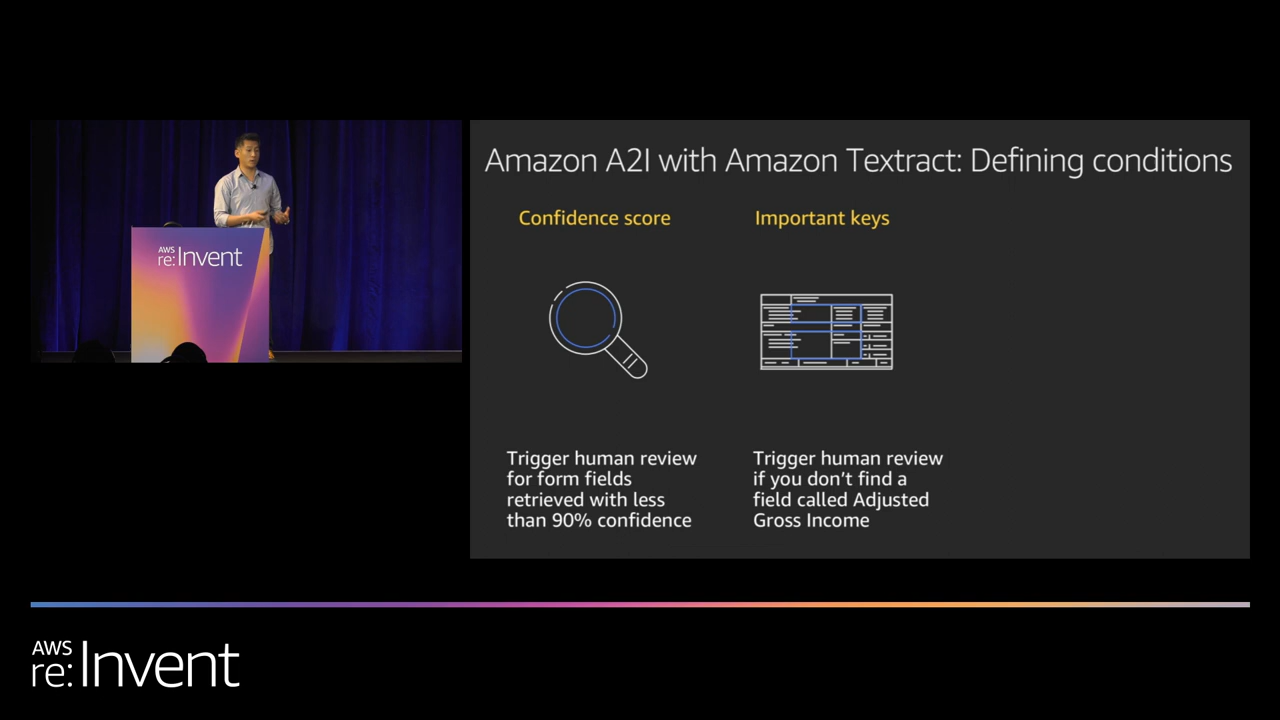 AWS
re:Invent
Amazon A2I with Amazon Textract: Defining conditions
Confidence score
Important keys
Trigger human review
for form fields
retrieved with less
than 90% confidence
Trigger human review
if you don't find a
field called Adjusted
Gross Income
AWS
re:Invent